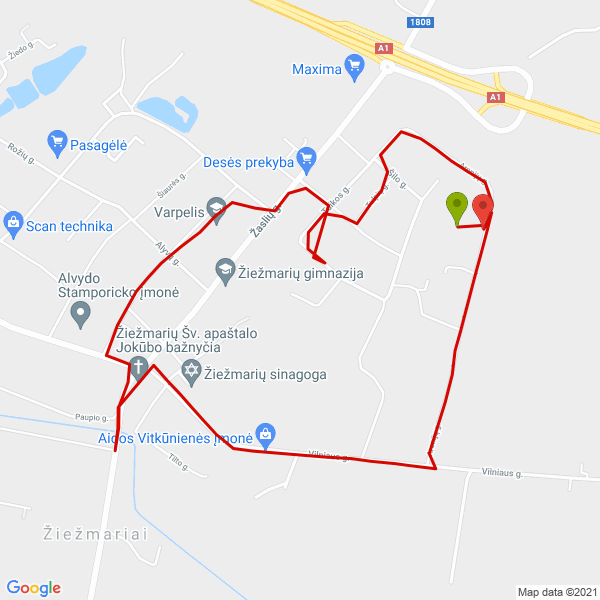 1808
A1
Maxima
A1
Žiedo g.
Rožių g.
Pasagėlė
Šiaurės g.
Desės prekyba
Šilo g.
Taikos g.
Varpelis
Žaslių g.
Scan technika
Alyvų g.
Žiežmarių gimnazija
Alvydo
Stamporicko įmonė
Žiežmarių Šv. apaštalo
Jokūbo bažnyčia
Žiežmarių sinagoga
Paupio g.
Aidos Vitkūnienės įmonė
Tilto g.
Vilniaus g.
Vilniaus g.
Žiežmariai
Google
Map data ©2021